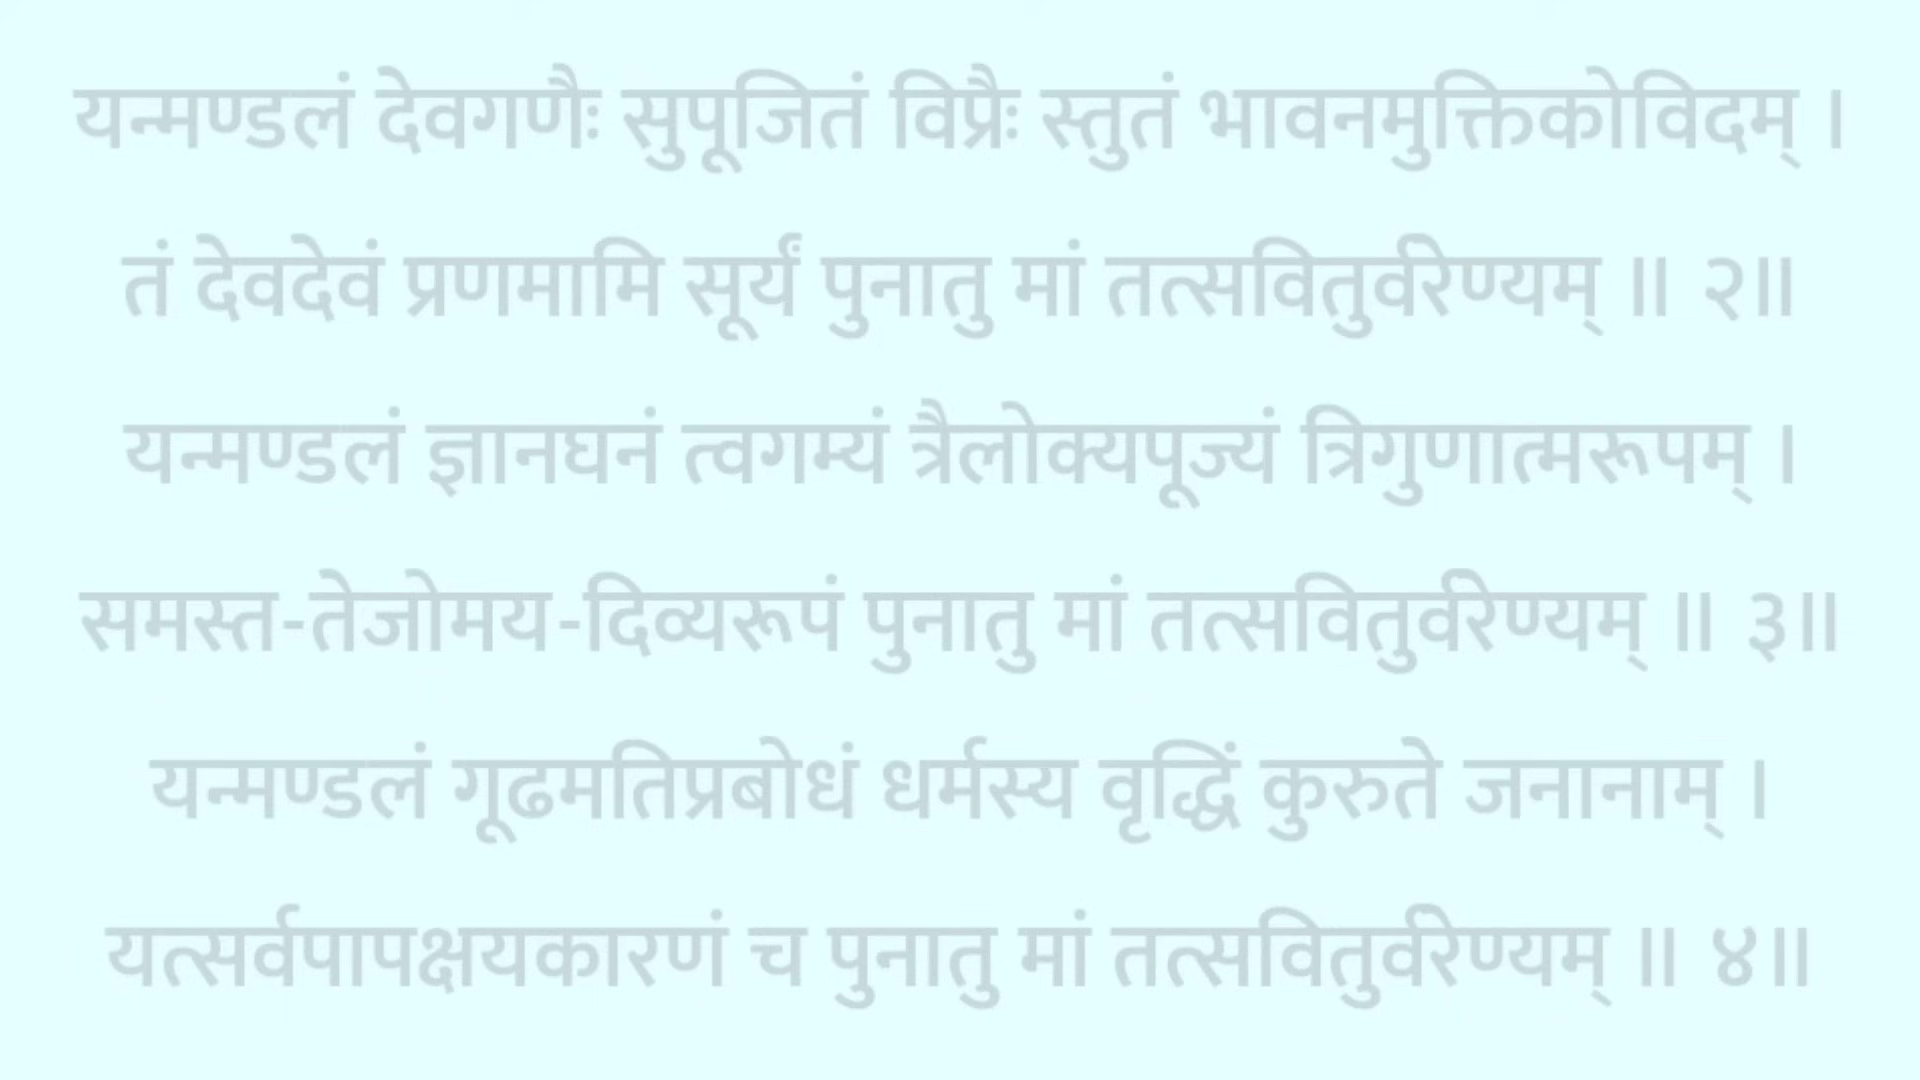 यन्मण्डलं देवगणैः सुपूजितं विप्रैः स्तुतं भावनमुक्तिकोविदम् ।
तं देवदेवं प्रणमामि सूर्यं पुनातु मां तत्सवितुर्वरेण्यम् ॥ २॥
यन्मण्डलं ज्ञानघनं त्वगम्यं त्रैलोक्यपूज्यं त्रिगुणात्मरूपम् ।
समस्त-तेजोमय-दिव्यरूपं पुनातु मां तत्सवितुर्वरेण्यम् ॥ ३॥
यन्मण्डलं गूढमतिप्रबोधं धर्मस्य वृद्धिं कुरुते जनानाम् ।
यत्सर्वपापक्षयकारणं च पुनातु मां तत्सवितुर्वरेण्यम् ॥ ४॥